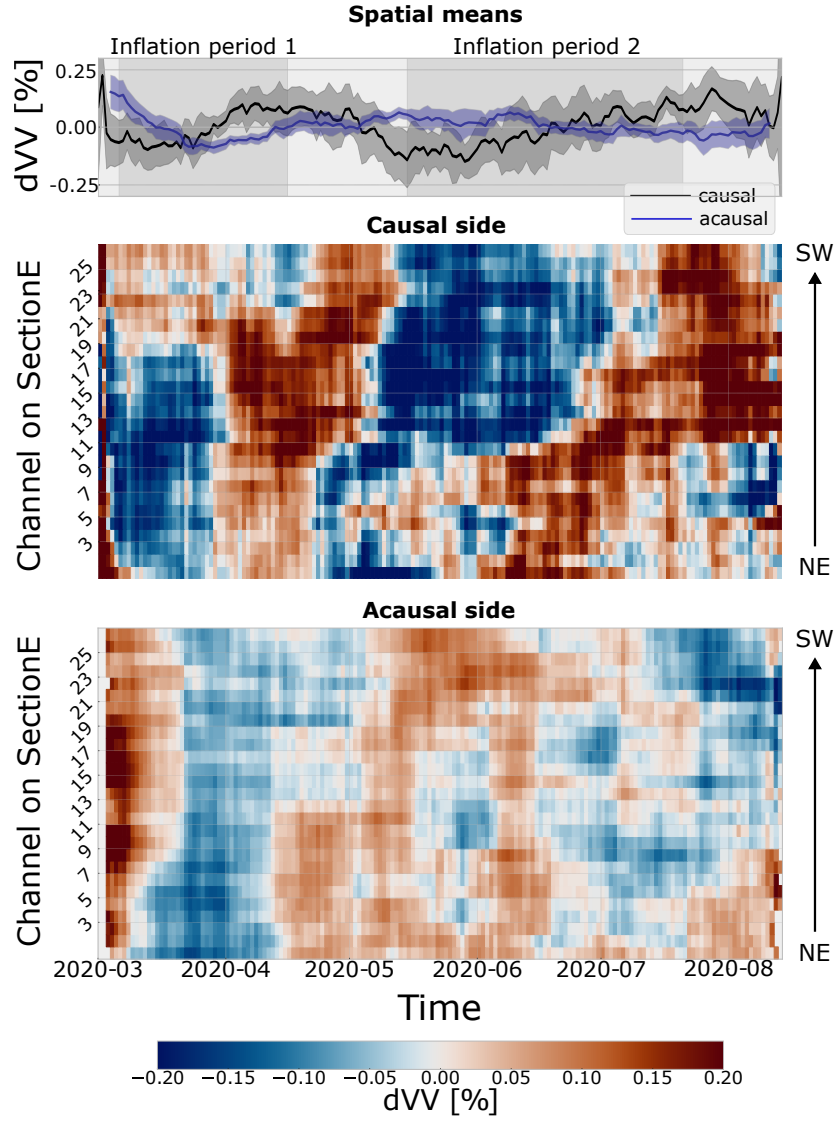 Spatial means
Inflation period 1
Inflation period 2
dVV [%]
0.25
0.00
-0.25
causal
acausal
Causal side
Channel on SectionE
25
23
21
19
17
15
13
11
9
7
5
3
SW
NE
Acausal side
Channel on SectionE
25
23
21
19
17
15
13
11
9
7
5
3
SW
NE
2020-03 2020-04 2020-05 2020-06 2020-07 2020-08
Time
−0.20 −0.15 −0.10 −0.05 0.00 0.05 0.10 0.15 0.20
dVV [%]